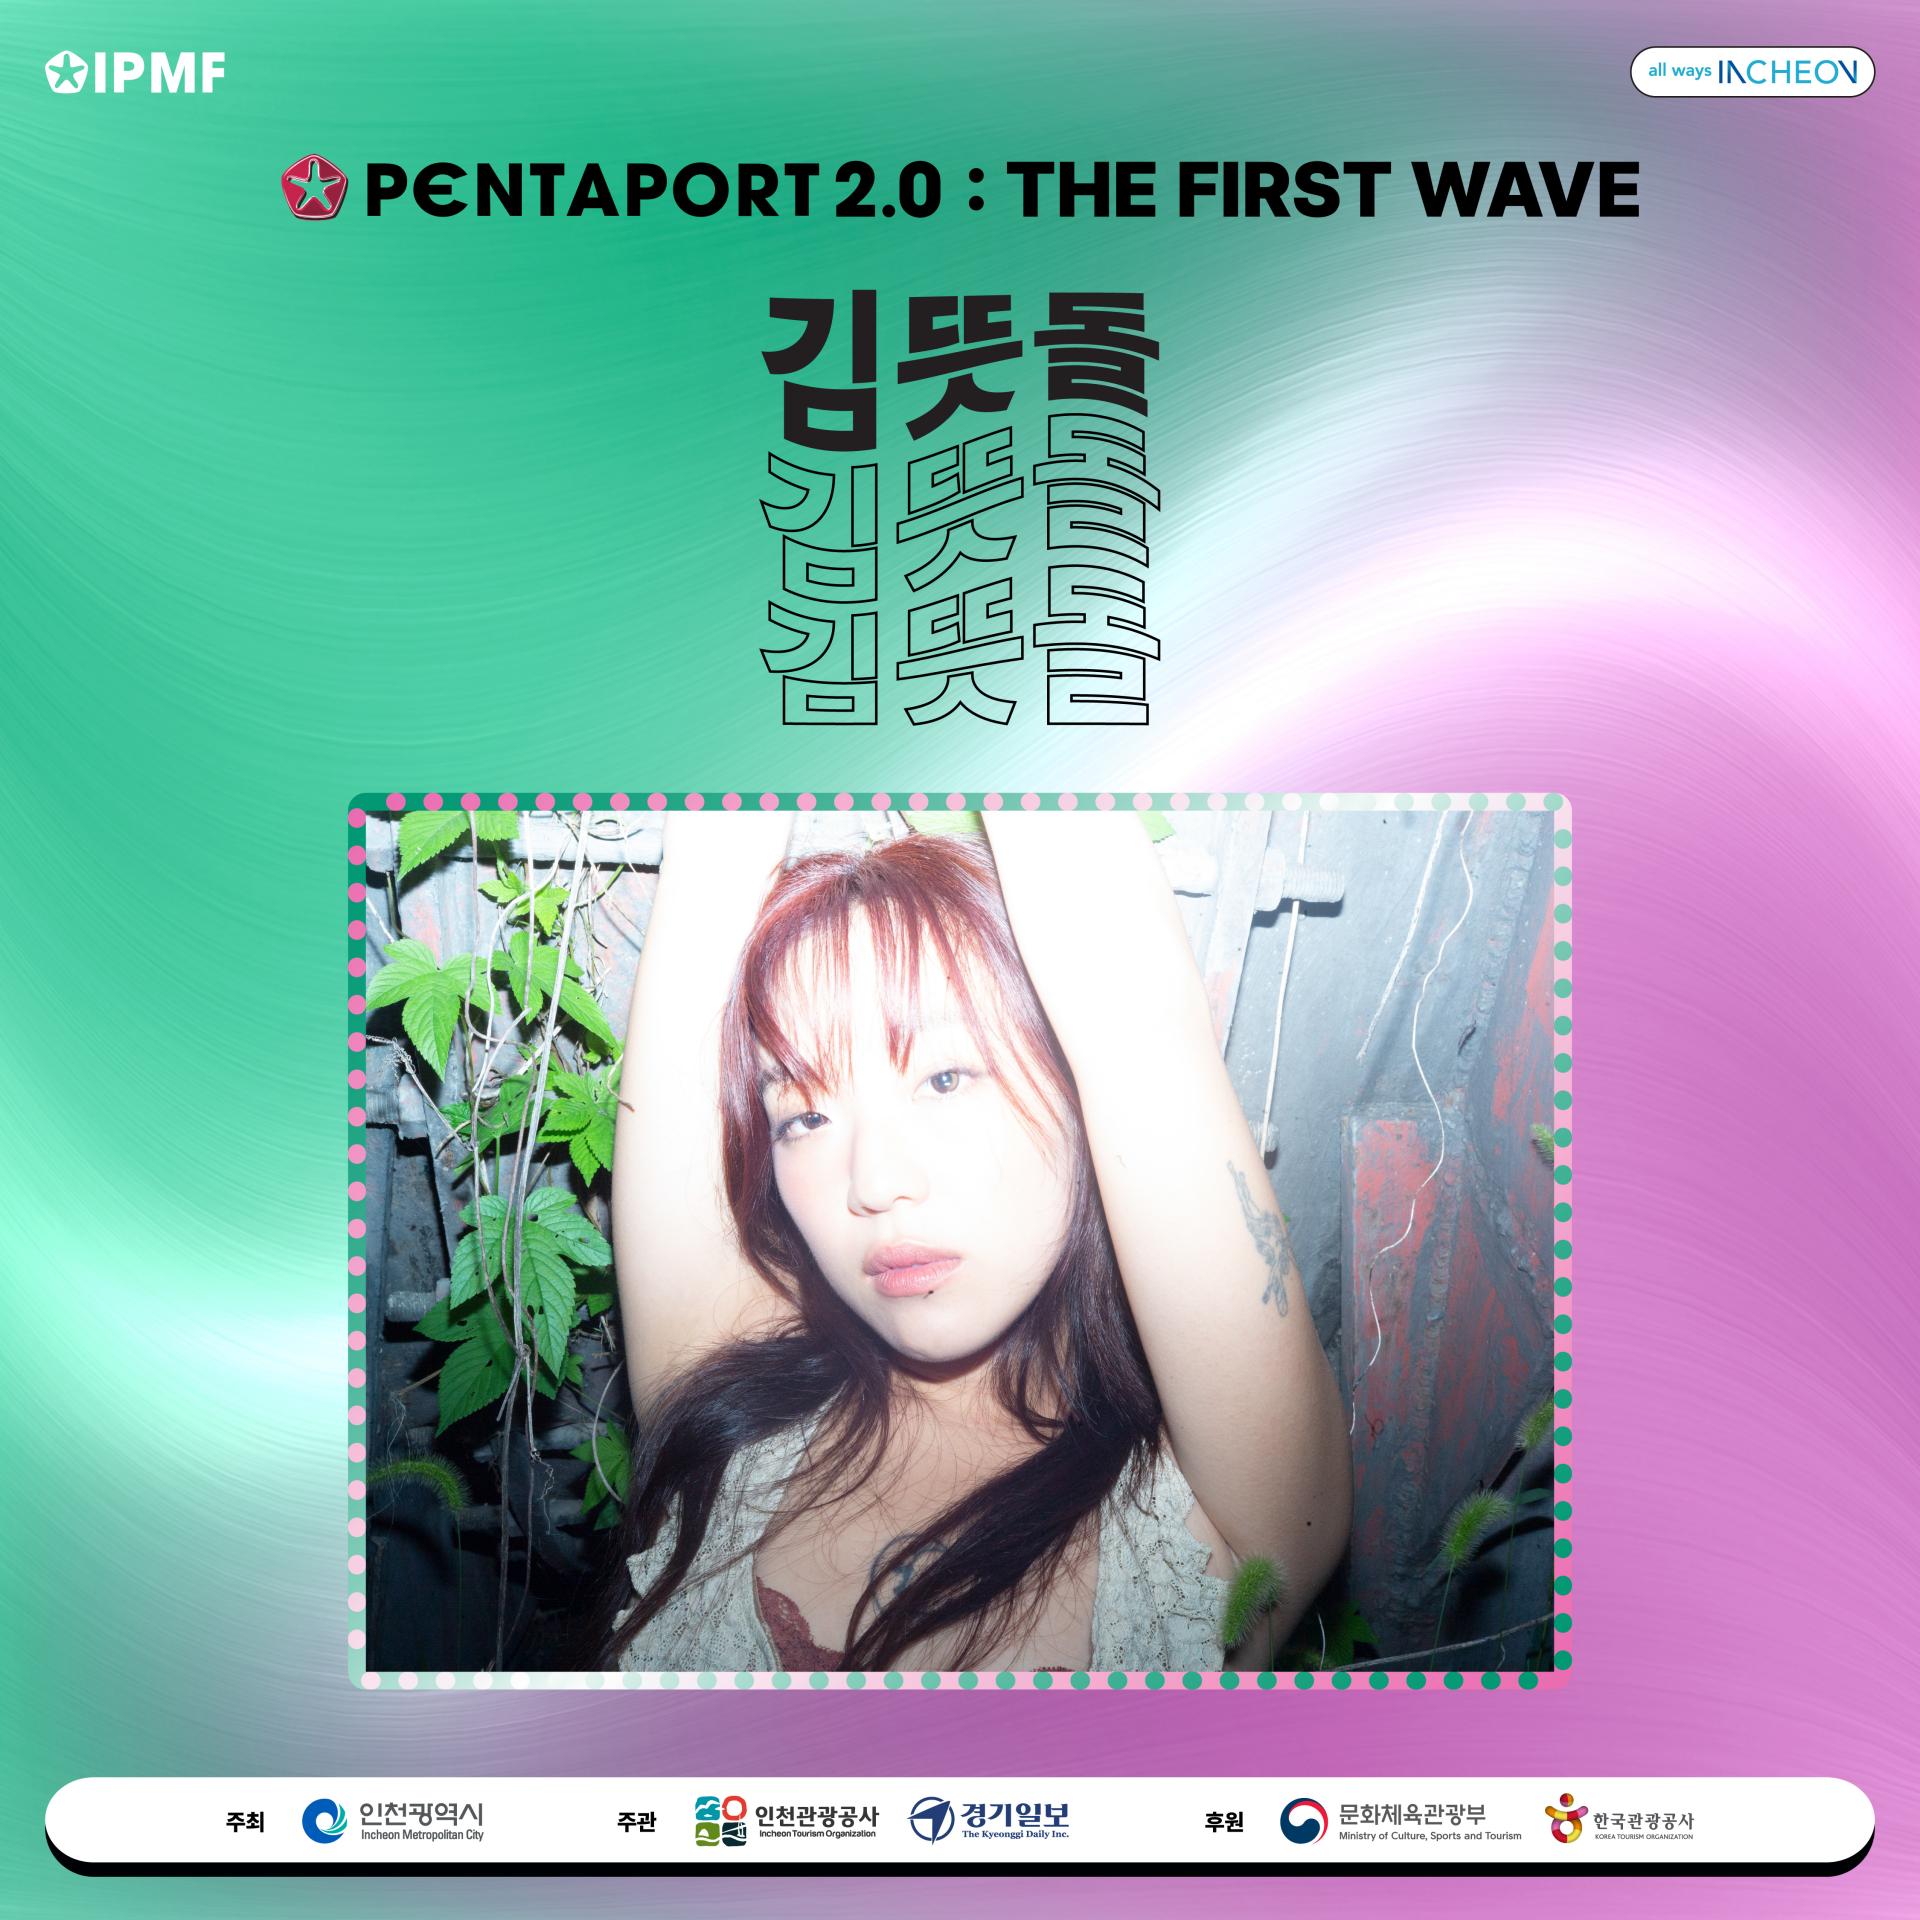 IPMF
all ways INCHEON
PENTAPORT 2.0 : THE FIRST WAVE
김뜻돌
김뜻돌
김뜻돌
주최 인천광역시 Incheon Metropolitan City
주관 인천관광공사 Incheon Tourism Organization 경기일보 The Kyeonggi Daily Inc.
후원 문화체육관광부 Ministry of Culture, Sports and Tourism 한국관광공사 KOREA TOURISM ORGANIZATION